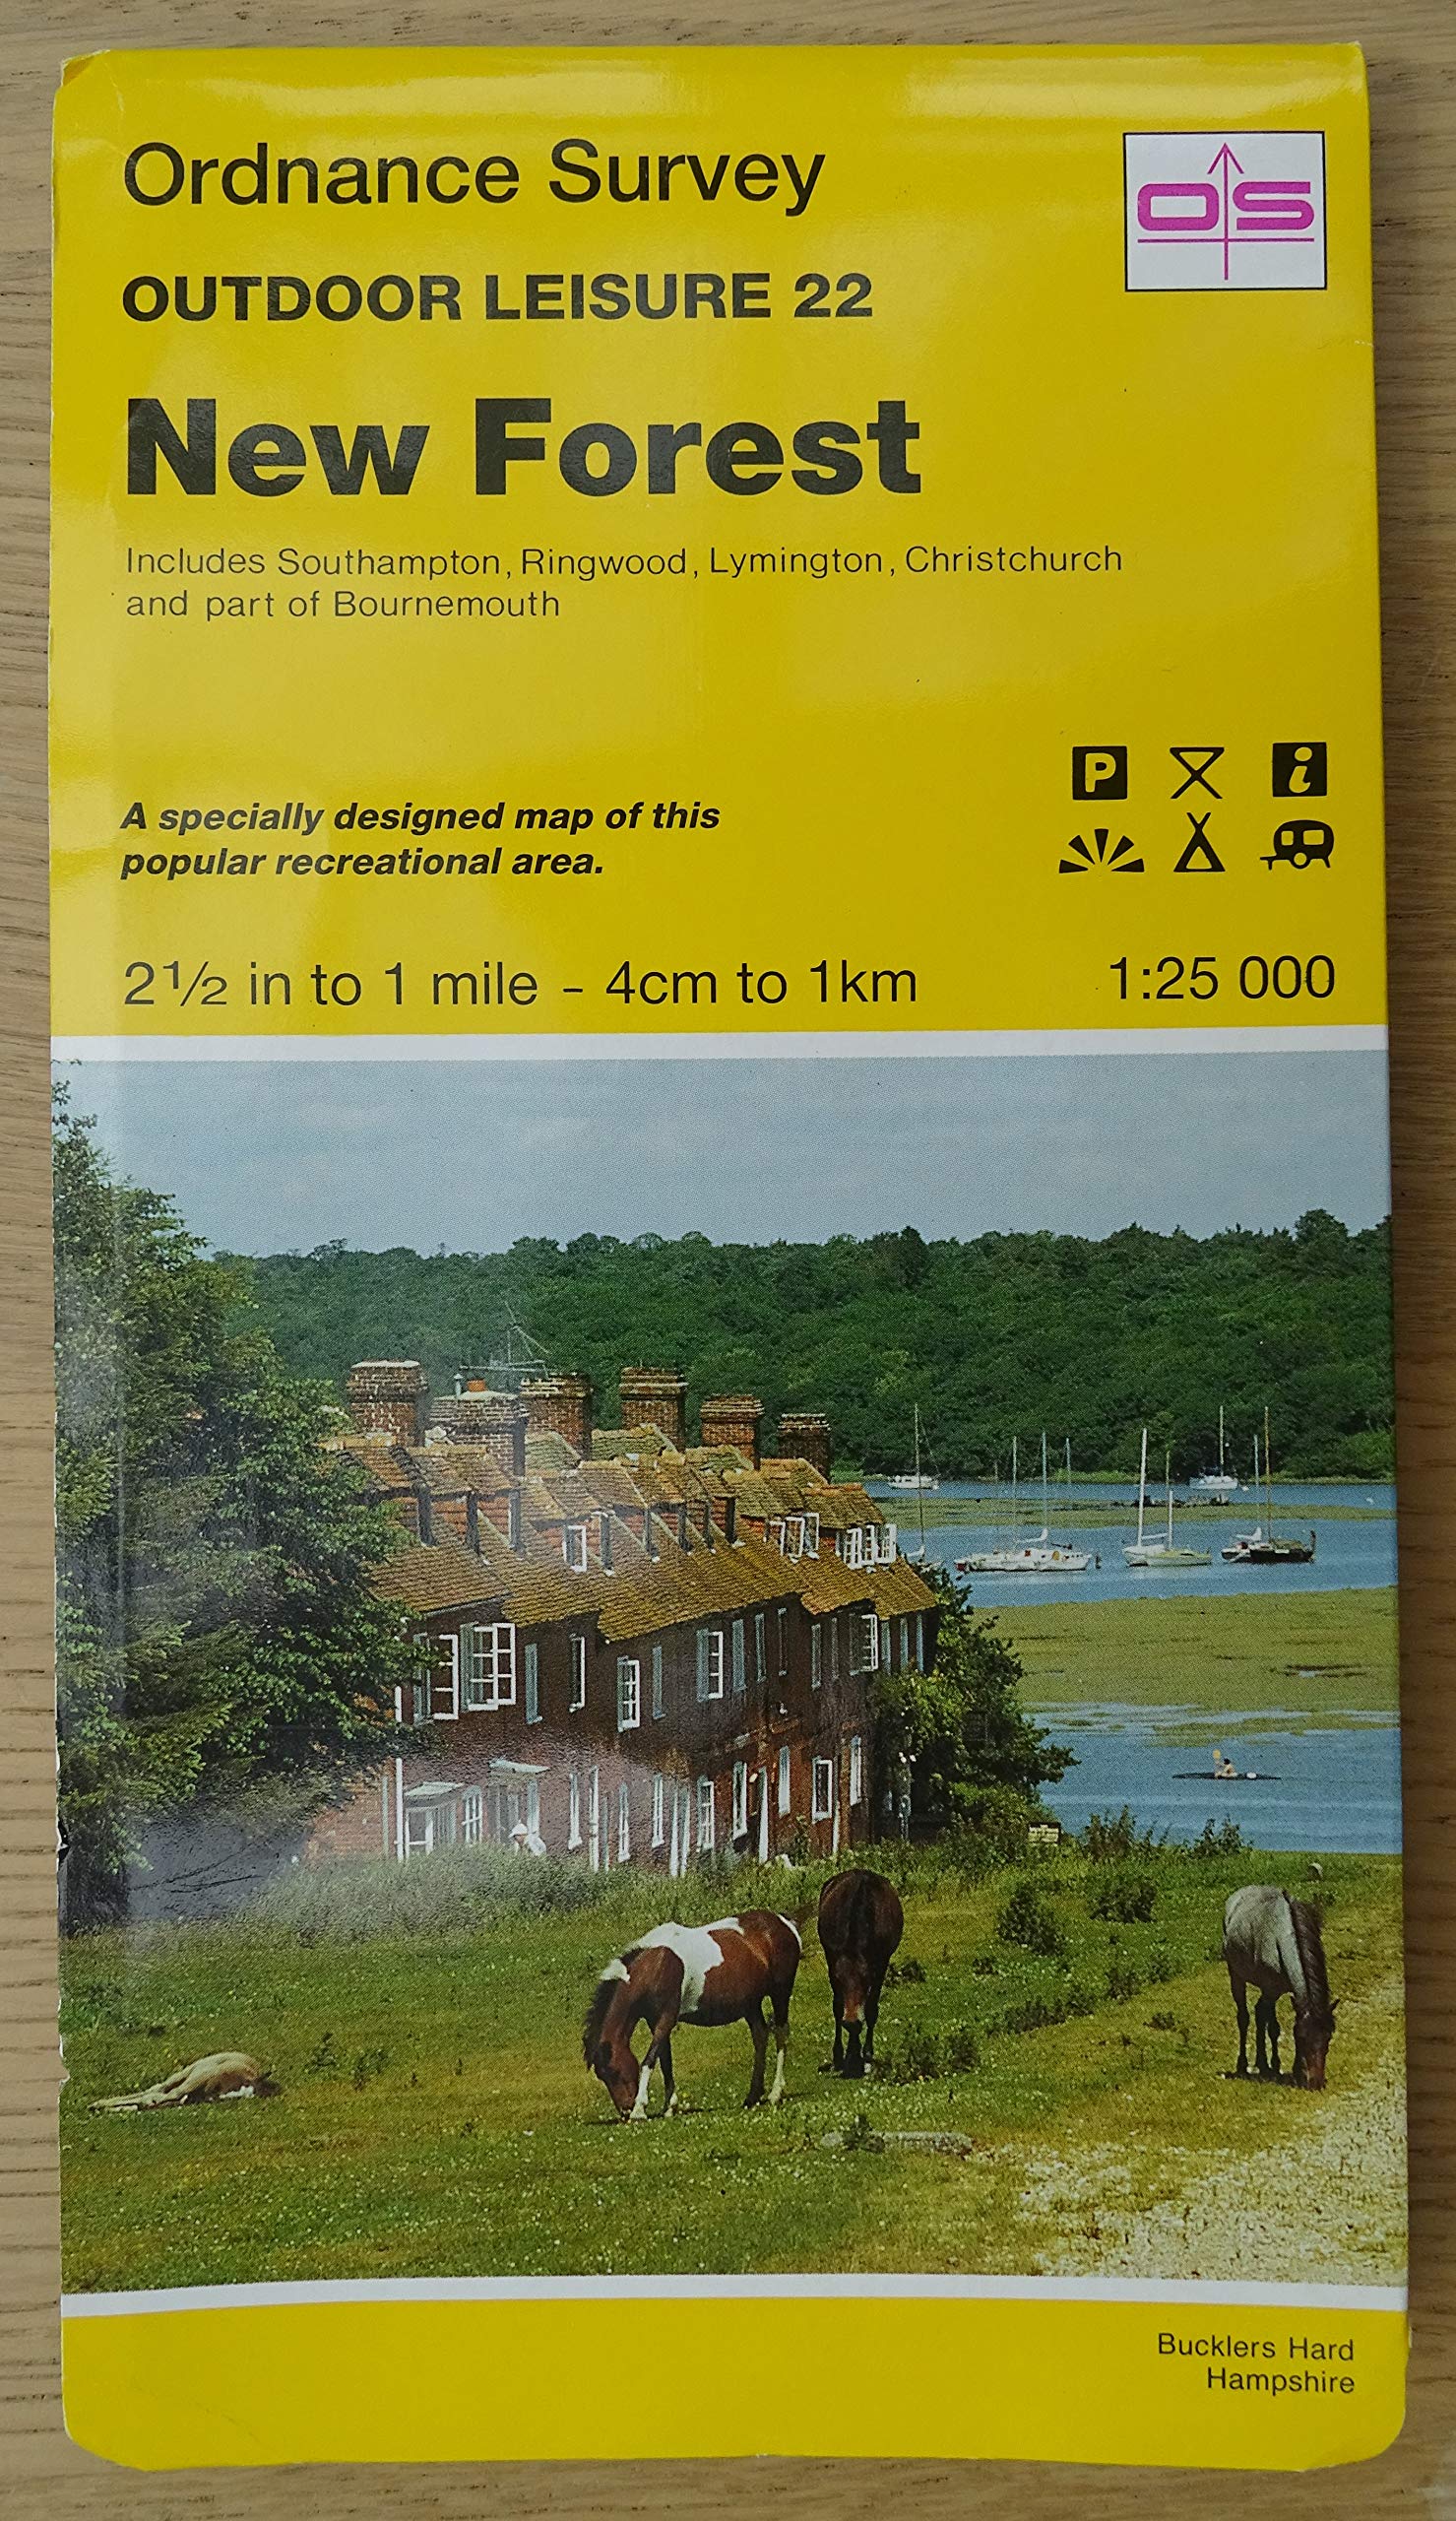 Ordnance Survey
OS
OUTDOOR LEISURE 22
New Forest
Includes Southampton, Ringwood, Lymington, Christchurch
and part of Bournemouth
P i
A specially designed map of this
popular recreational area.
2½ in to 1 mile - 4cm to 1km 1:25 000
Bucklers Hard
Hampshire